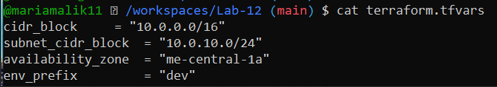 @mariamalik11 /workspaces/Lab-12 (main) $ cat terraform.tfvars
cidr_block     = "10.0.0.0/16"
subnet_cidr_block  = "10.0.10.0/24"
availability_zone  = "me-central-1a"
env_prefix         = "dev"